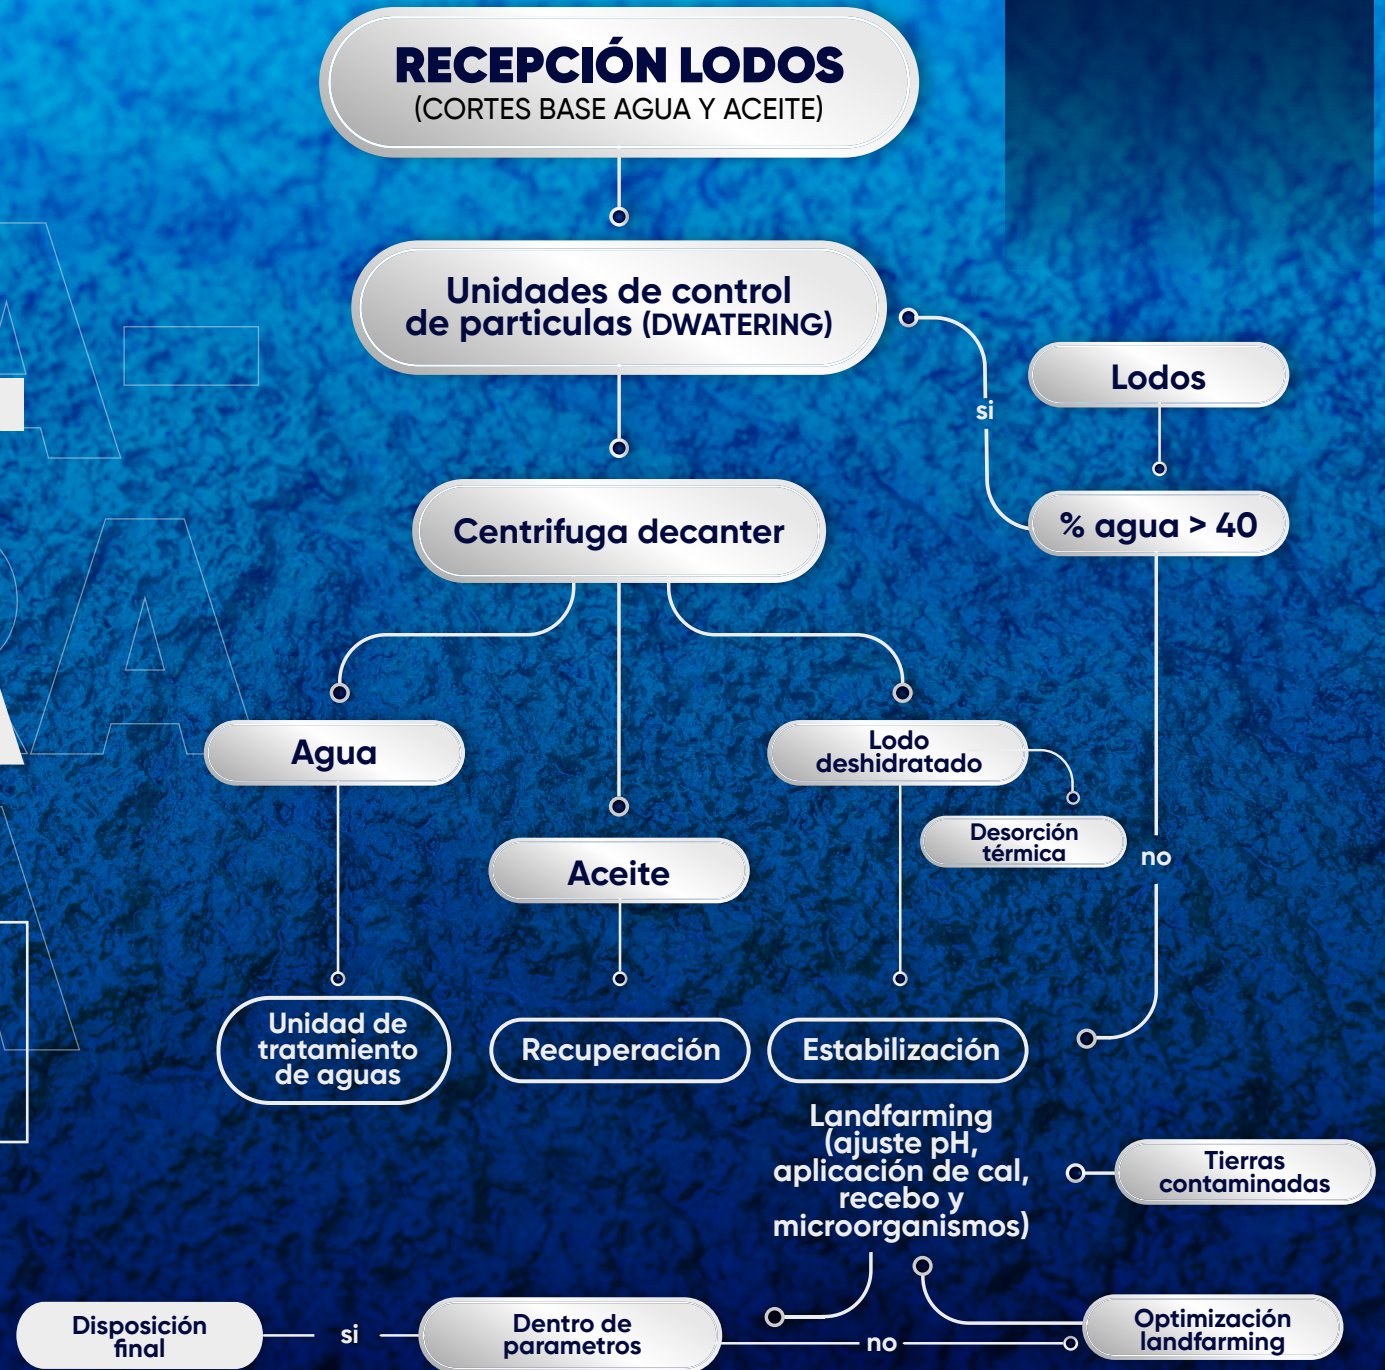 RECEPCIÓN LODOS
(CORTES BASE AGUA Y ACEITE)
Unidades de control
de particulas (DWATERING)
Lodos
si
% agua > 40
Centrifuga decanter
Agua
Lodo
deshidratado
Desorción
térmica
no
Aceite
Unidad de
tratamiento
de aguas
Recuperación
Estabilización
Landfarming
(ajuste pH,
aplicación de cal,
recebo y
microorganismos)
Tierras
contaminadas
Disposición
final
si
Dentro de
parametros
no
Optimización
landfarming